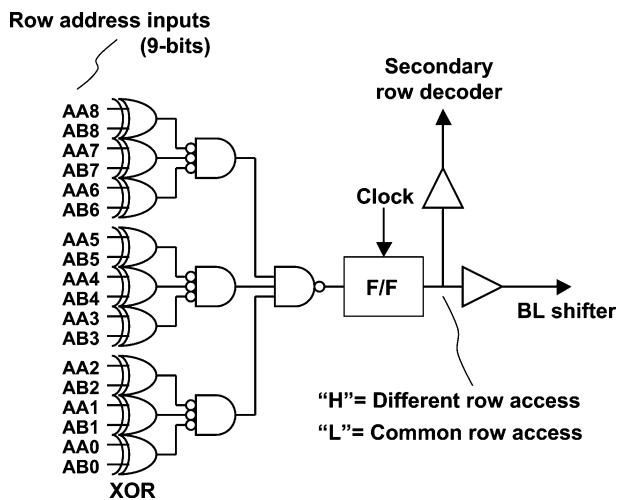 Row address inputs
(9-bits)
Secondary
row decoder
AA8
AB8
AA7
AB7
AA6
AB6
Clock
AA5
AB5
AA4
AB4
AA3
AB3
F/F
BL shifter
AA2
AB2
AA1
AB1
AA0
AB0
“H”= Different row access
“L”= Common row access
XOR